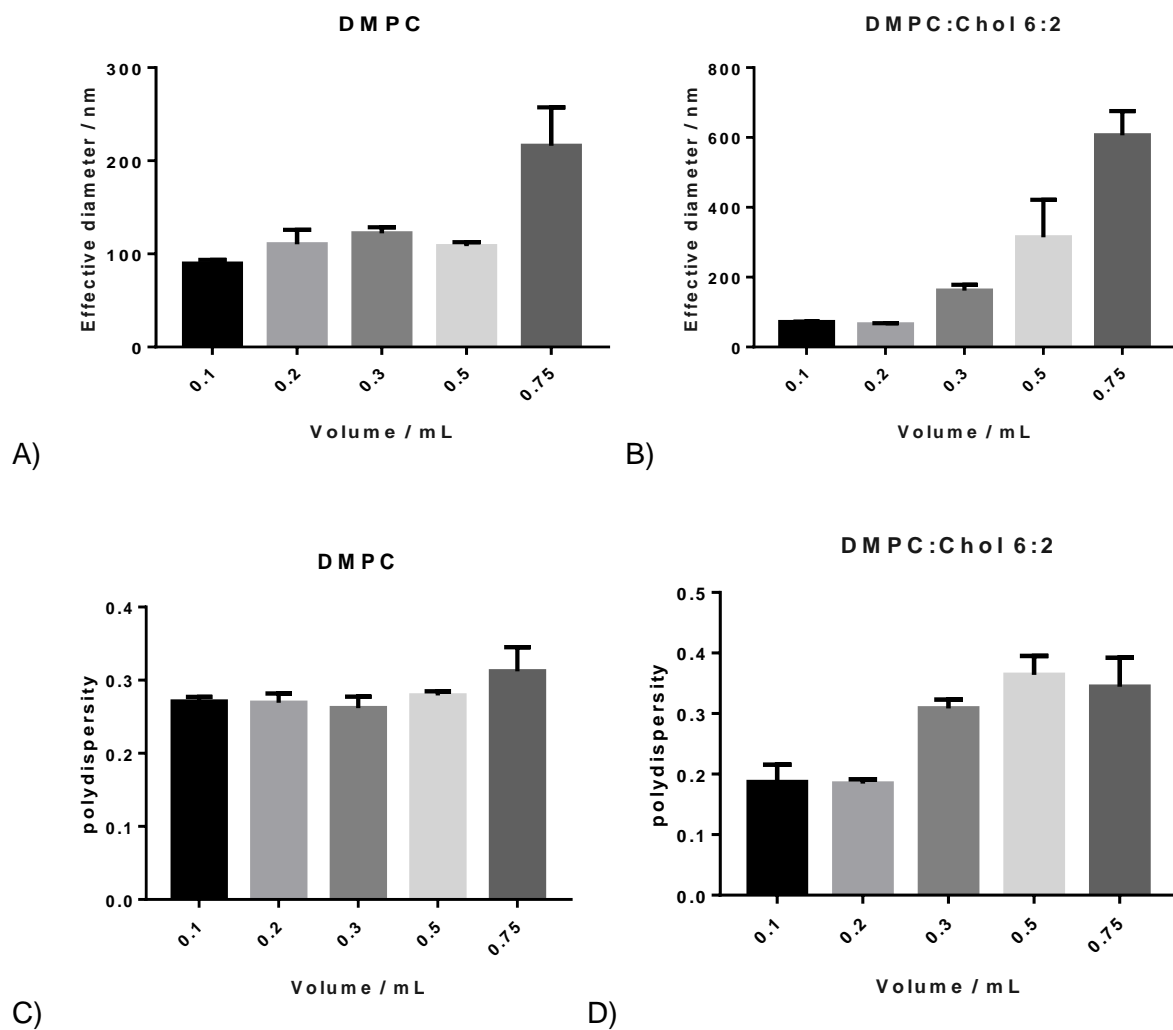 DMPC
Effective diameter / nm
300
200
100
0
0.1
0.2
0.3
0.5
0.75
Volume / mL
A)
DMPC:Chol 6:2
Effective diameter / nm
800
600
400
200
0
0.1
0.2
0.3
0.5
0.75
Volume / mL
B)
DMPC
polydispersity
0.4
0.3
0.2
0.1
0.0
0.1
0.2
0.3
0.5
0.75
Volume / mL
C)
DMPC:Chol 6:2
polydispersity
0.5
0.4
0.3
0.2
0.1
0.0
0.1
0.2
0.3
0.5
0.75
Volume / mL
D)